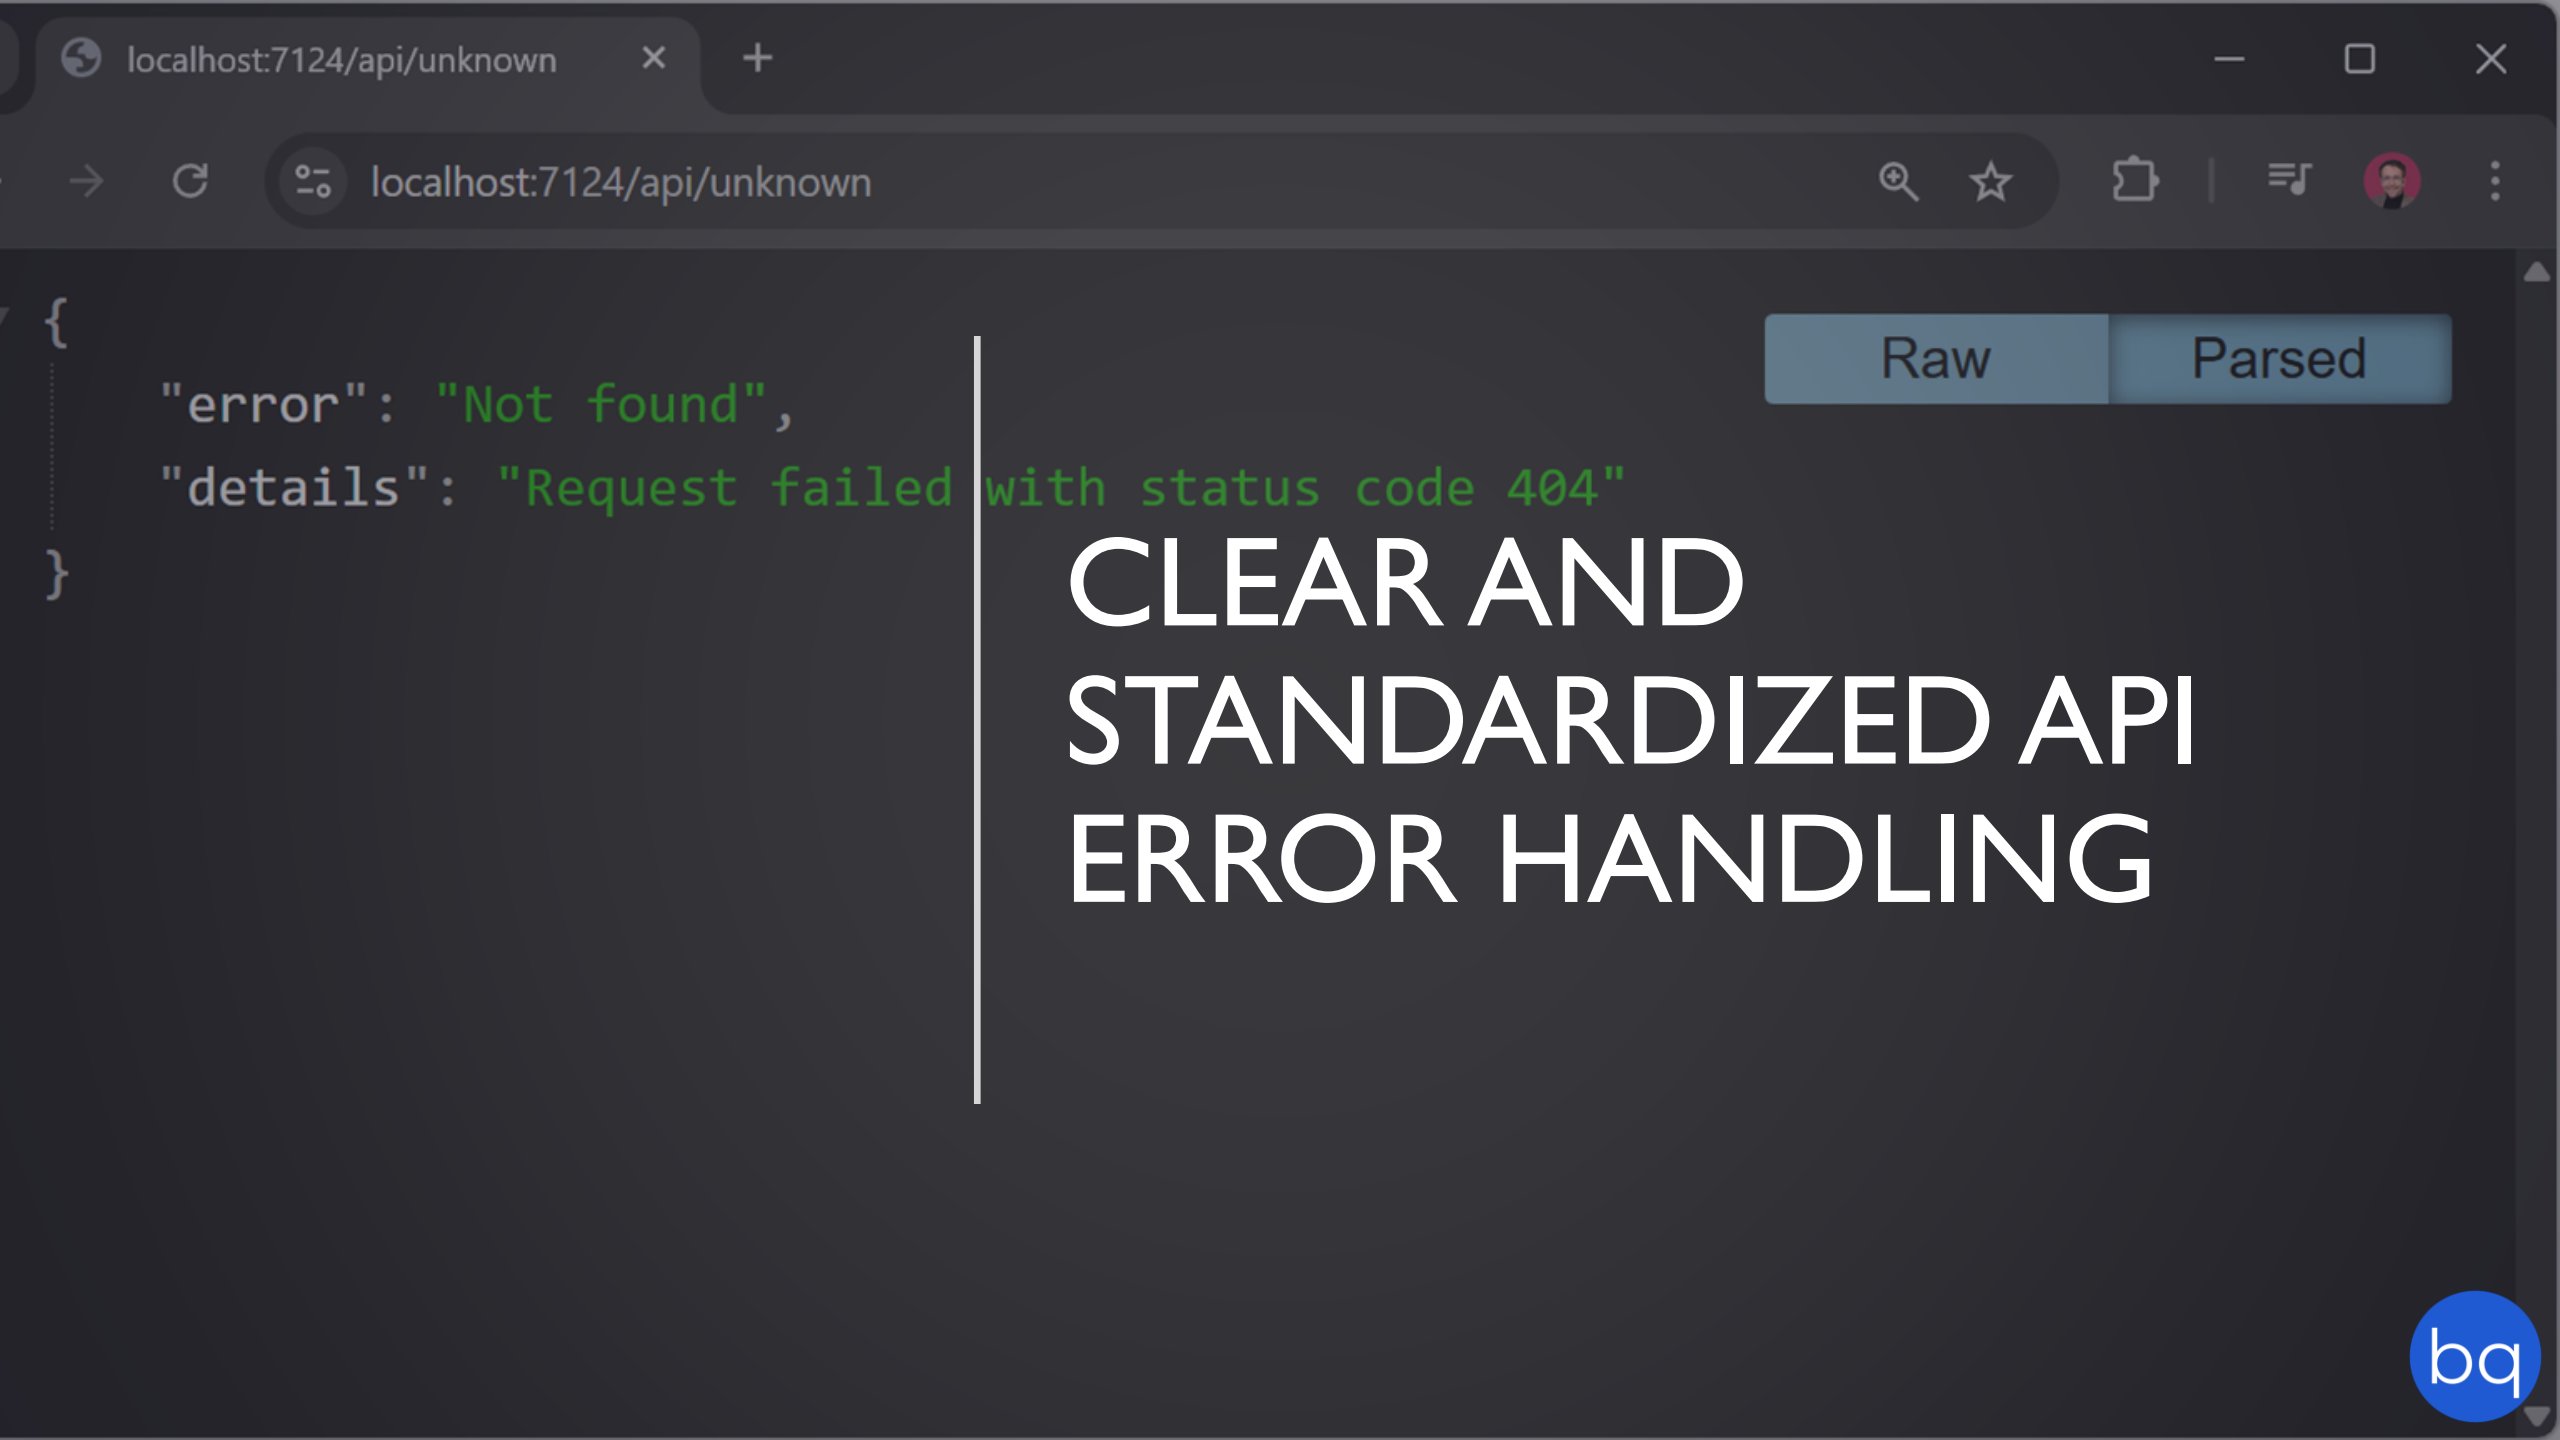 localhost:7124/api/unknown
localhost:7124/api/unknown
{
Raw Parsed
"error": "Not found",
"details": "Request failed with status code 404"
}
CLEAR AND
STANDARDIZED API
ERROR HANDLING
bq